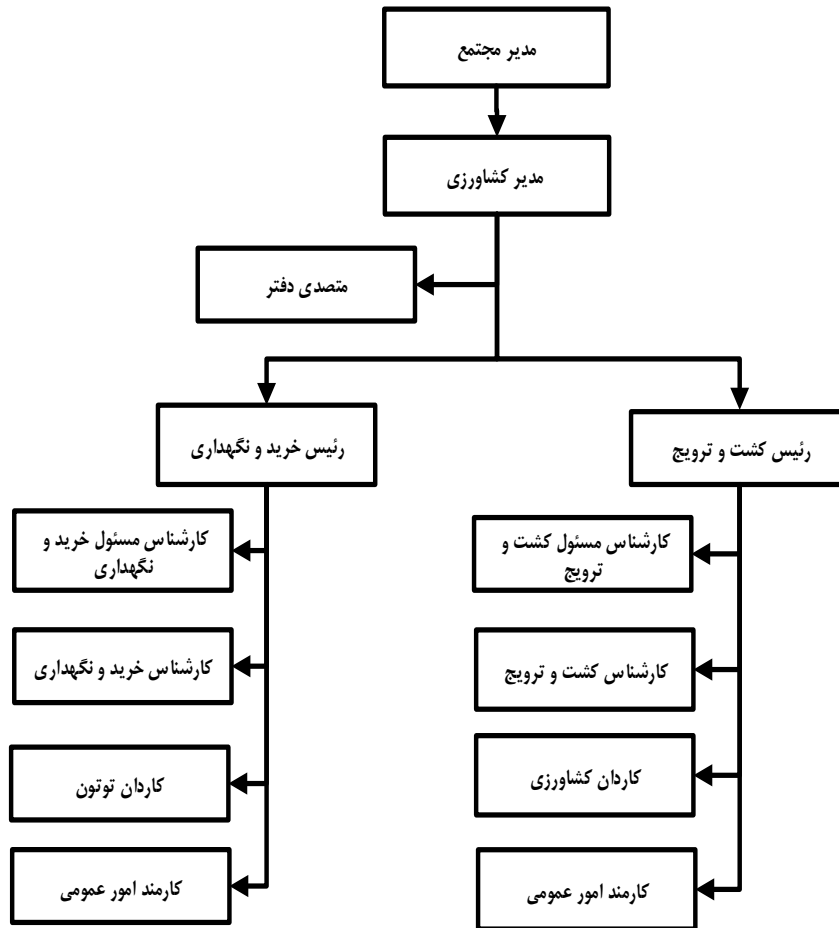 مدیر مجتمع
مدیر کشاورزی
متصدی دفتر
رئیس کشت و ترویج
رئیس خرید و نگهداری
کارشناس مسئول کشت و
ترویج
کارشناس کشت و ترویج
کاردان کشاورزی
کارمند امور عمومی
کارشناس مسئول خرید و
نگهداری
کارشناس خرید و نگهداری
کاردان توتون
کارمند امور عمومی